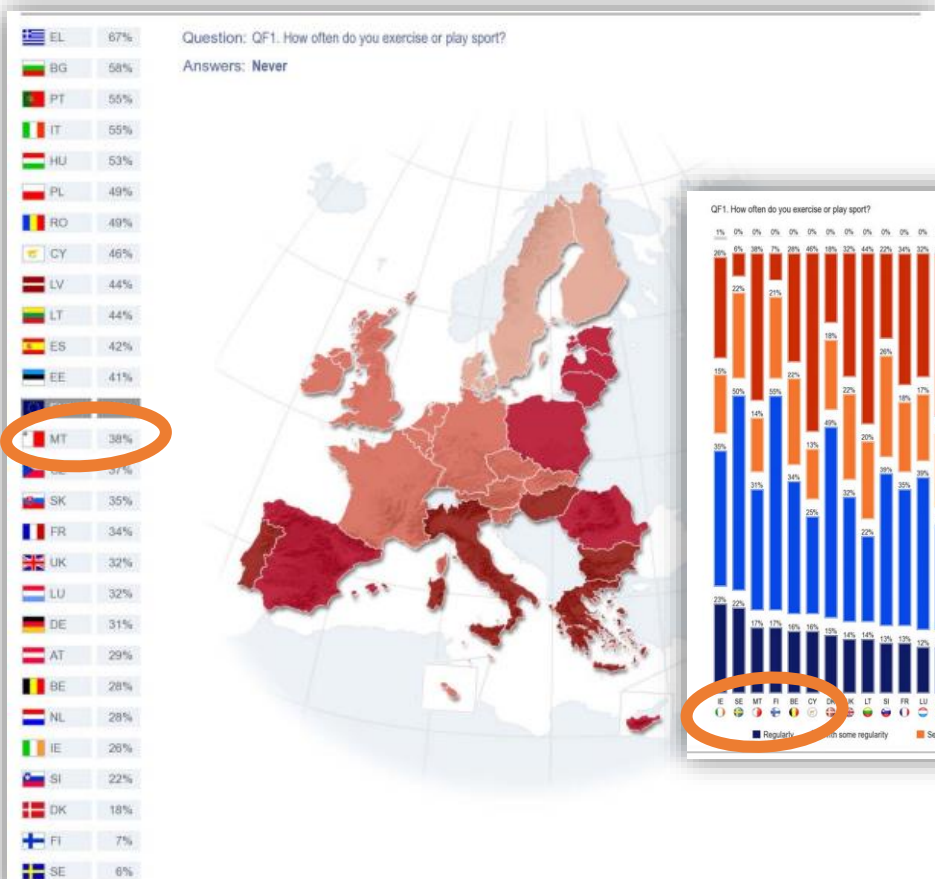 EL 67%
BG 58%
PT 55%
IT 55%
HU 53%
PL 49%
RO 49%
CY 46%
LV 44%
LT 44%
ES 42%
EE 41%
MT 38%
37%
SK 35%
FR 34%
UK 32%
LU 32%
DE 31%
AT 29%
BE 28%
NL 28%
IE 26%
SI 22%
DK 18%
FI 7%
SE 6%
Question: QF1. How often do you exercise or play sport?
Answers: Never
QF1. How often do you exercise or play sport?
1% 0% 0% 0% 0% 0% 0% 0% 0% 0% 0% 0%
26% 6% 38% 7% 28% 46% 18% 32% 44% 22% 34% 32%
15% 22% 14% 21% 22% 13% 18% 22% 20% 26% 18% 17%
35% 50% 31% 55% 34% 25% 49% 32% 22% 39% 35% 39%
23% 22% 17% 17% 16% 16% 15% 14% 14% 13% 13% 12%
IE SE MT FI BE CY DK UK LT SI FR LU
Regularly
some regularity